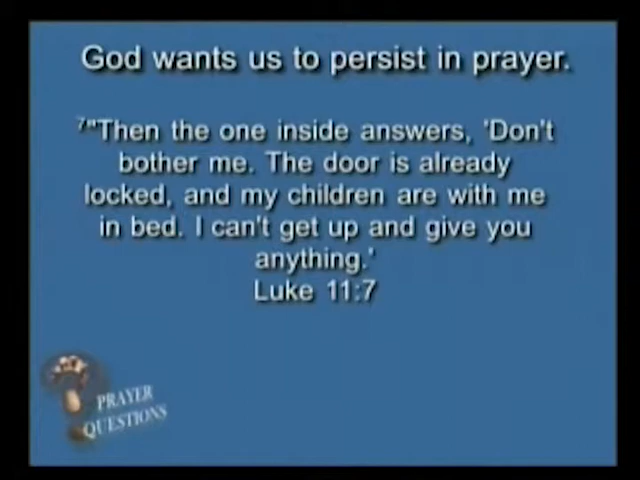 God wants us to persist in prayer.
7"Then the one inside answers, 'Don't
bother me. The door is already
locked, and my children are with me
in bed. I can't get up and give you
anything.'
Luke 11:7
PRAYER
QUESTIONS